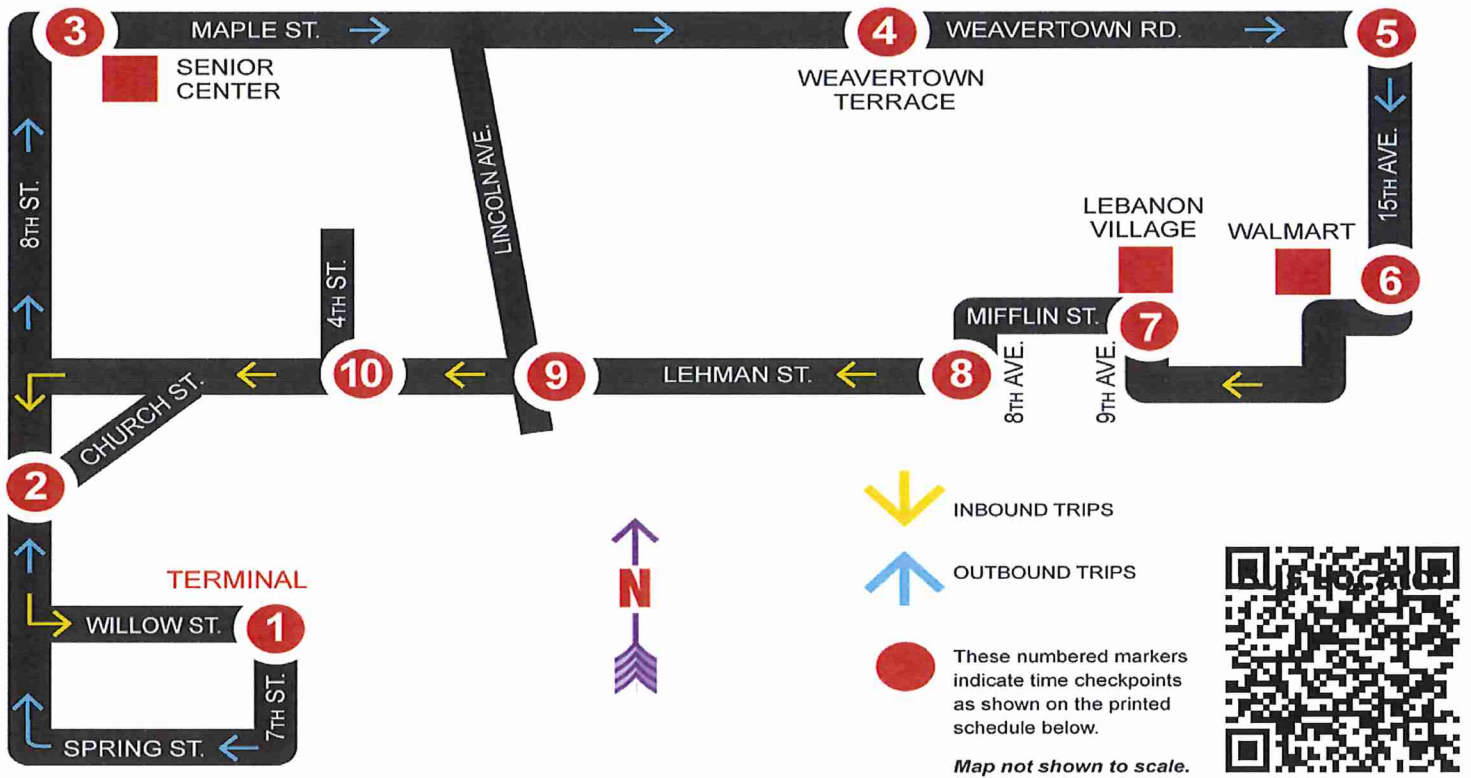 3
MAPLE ST.
4
WEAVERTOWN RD.
5
SENIOR
CENTER
WEAVERTOWN
TERRACE
8TH ST.
LINCOLN AVE.
15TH AVE.
LEBANON
VILLAGE
WALMART
6
4TH ST.
MIFFLIN ST.
7
10
9
LEHMAN ST.
8
8TH AVE.
9TH AVE.
CHURCH ST.
2
INBOUND TRIPS
TERMINAL
OUTBOUND TRIPS
Bus Locator
N
WILLOW ST.
1
These numbered markers
indicate time checkpoints
as shown on the printed
schedule below.
7TH ST.
SPRING ST.
Map not shown to scale.